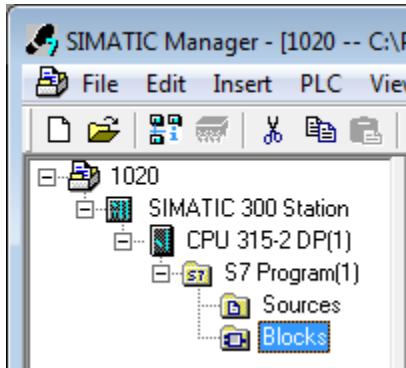 SIMATIC Manager - [1020 -- C:\
File Edit Insert PLC
1020
SIMATIC 300 Station
CPU 315-2 DP(1)
S7 Program(1)
Sources
Blocks